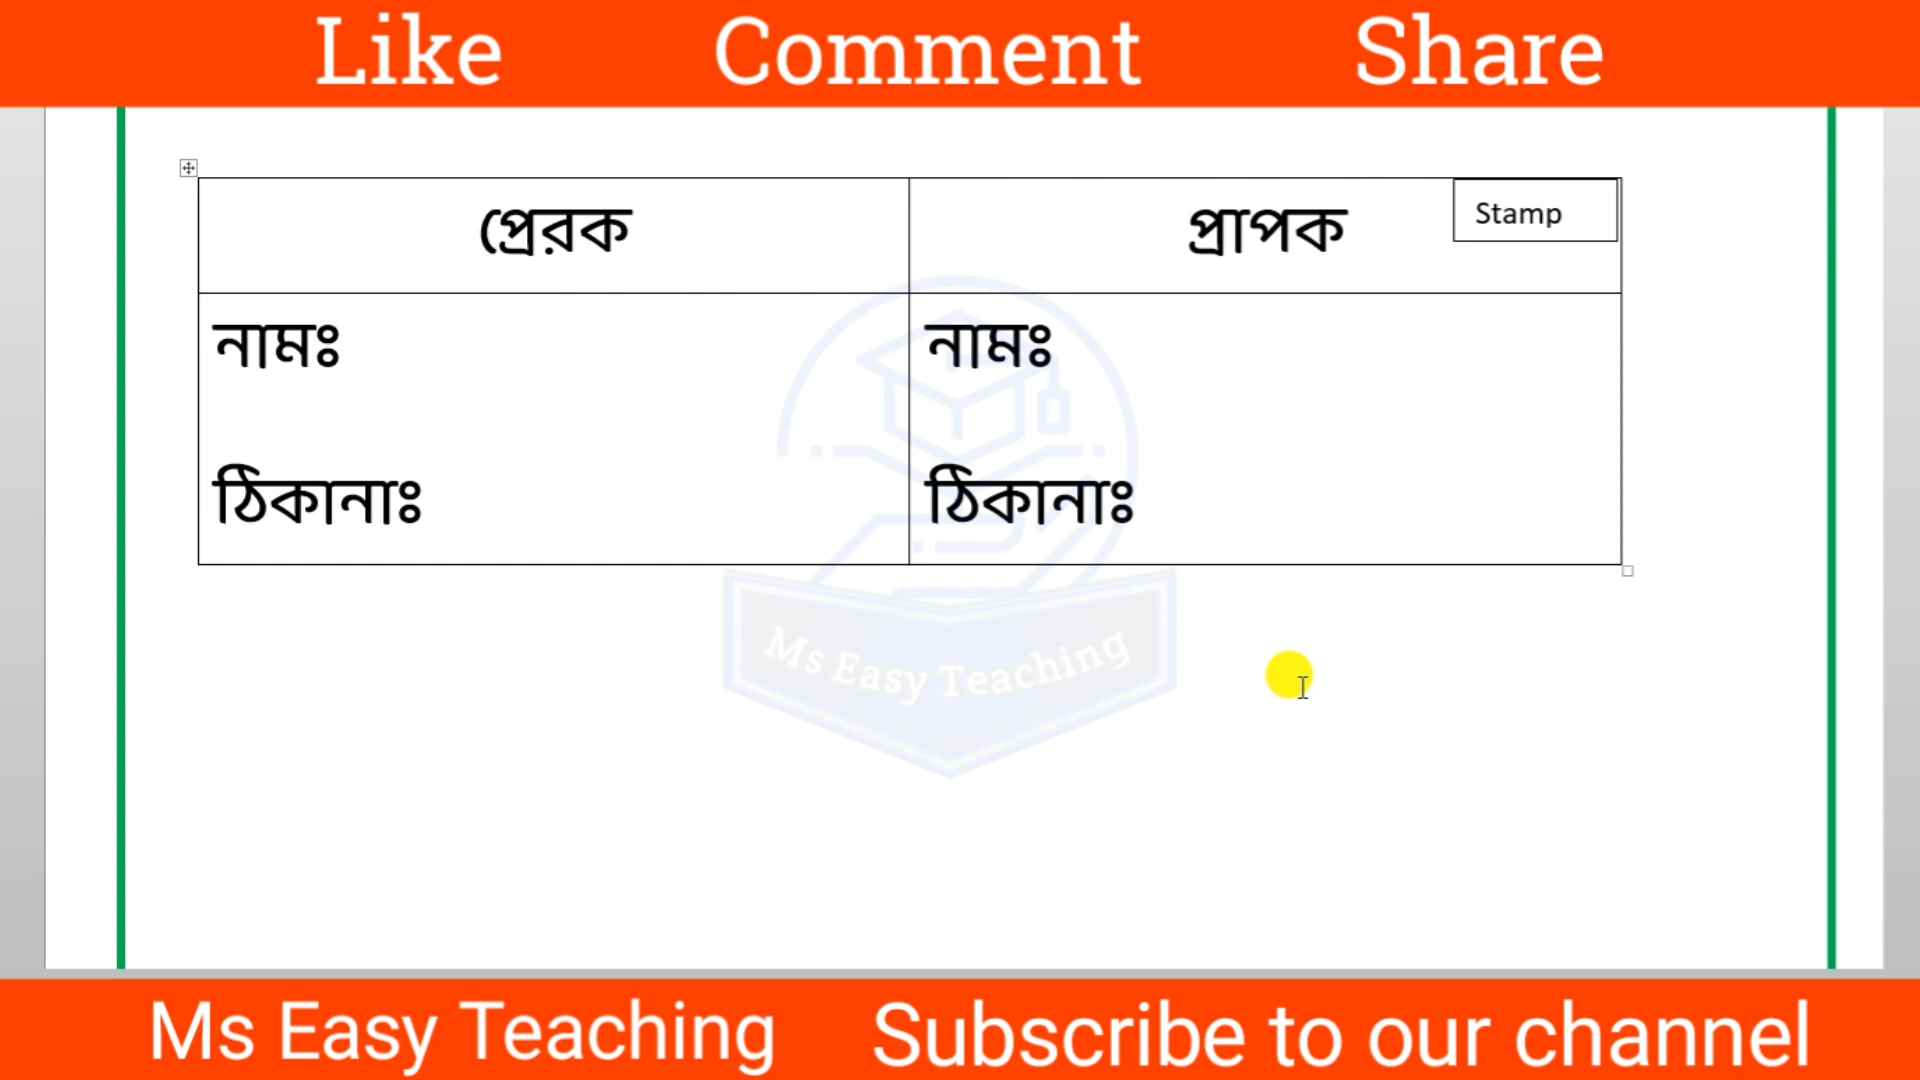 Like Comment Share
প্রেরক প্রাপক Stamp
নামঃ নামঃ
ঠিকানাঃ ঠিকানাঃ
Ms Easy Teaching
Ms Easy Teaching Subscribe to our channel